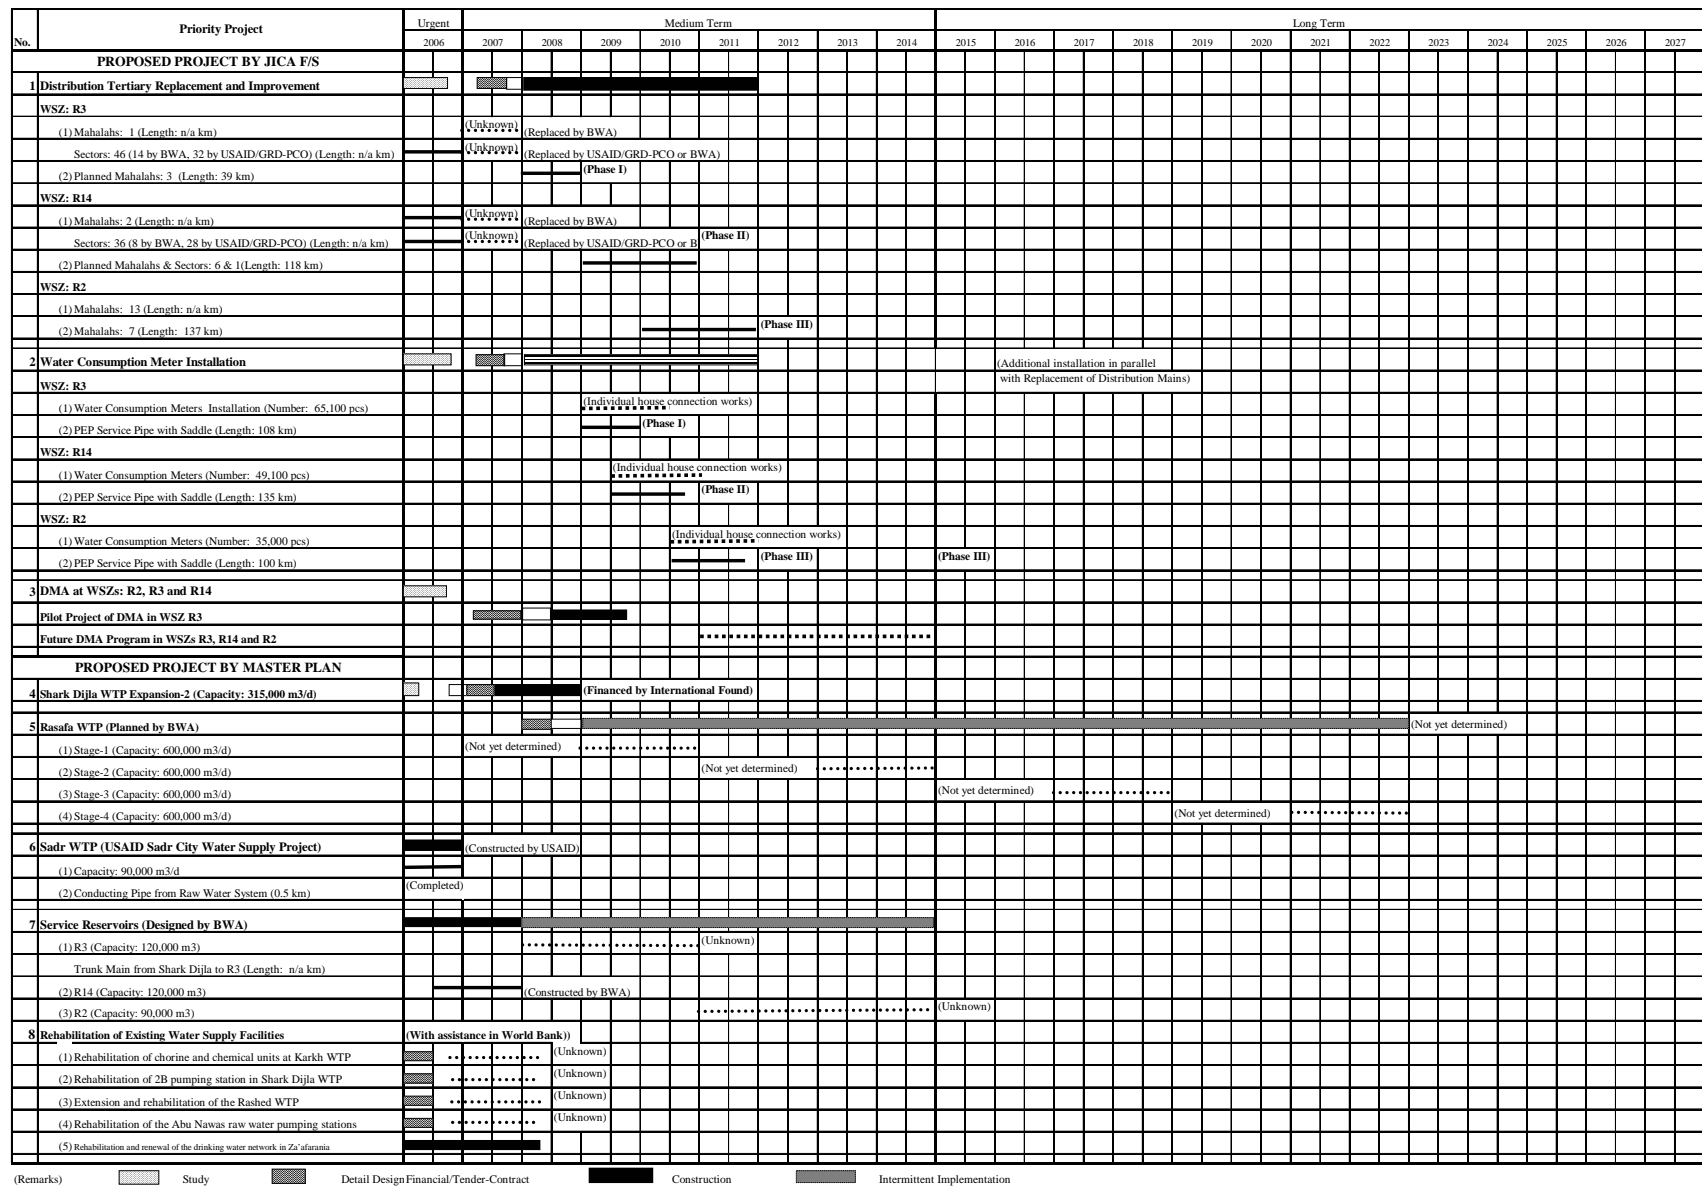 No. Priority Project Urgent Medium Term Long Term
2006 2007 2008 2009 2010 2011 2012 2013 2014 2015 2016 2017 2018 2019 2020 2021 2022 2023 2024 2025 2026 2027
PROPOSED PROJECT BY JICA F/S
1 Distribution Tertiary Replacement and Improvement
WSZ: R3
(1) Mahalahs: 1 (Length: n/a km) (Unknown) (Replaced by BWA)
Sectors: 46 (14 by BWA, 32 by USAID/GRD-PCO) (Length: n/a km) (Unknown) (Replaced by USAID/GRD-PCO or BWA)
(2) Planned Mahalahs: 3 (Length: 39 km) (Phase I)
WSZ: R14
(1) Mahalahs: 2 (Length: n/a km) (Unknown) (Replaced by BWA)
Sectors: 36 (8 by BWA, 28 by USAID/GRD-PCO) (Length: n/a km) (Unknown) (Replaced by USAID/GRD-PCO or B (Phase II)
(2) Planned Mahalahs & Sectors: 6 & 1(Length: 118 km)
WSZ: R2
(1) Mahalahs: 13 (Length: n/a km)
(2) Mahalahs: 7 (Length: 137 km) (Phase III)
2 Water Consumption Meter Installation (Additional installation in parallel
WSZ: R3 with Replacement of Distribution Mains)
(1) Water Consumption Meters Installation (Number: 65,100 pcs) (Individual house connection works)
(2) PEP Service Pipe with Saddle (Length: 108 km) (Phase I)
WSZ: R14
(1) Water Consumption Meters (Number: 49,100 pcs) (Individual house connection works)
(2) PEP Service Pipe with Saddle (Length: 135 km) (Phase II)
WSZ: R2
(1) Water Consumption Meters (Number: 35,000 pcs) (Individual house connection works)
(2) PEP Service Pipe with Saddle (Length: 100 km) (Phase III) (Phase III)
3 DMA at WSZs: R2, R3 and R14
Pilot Project of DMA in WSZ R3
Future DMA Program in WSZs R3, R14 and R2
PROPOSED PROJECT BY MASTER PLAN
4 Shark Dijla WTP Expansion-2 (Capacity: 315,000 m3/d) (Financed by International Found)
5 Rasafa WTP (Planned by BWA) (Not yet determined)
(1) Stage-1 (Capacity: 600,000 m3/d) (Not yet determined)
(2) Stage-2 (Capacity: 600,000 m3/d) (Not yet determined)
(3) Stage-3 (Capacity: 600,000 m3/d) (Not yet determined)
(4) Stage-4 (Capacity: 600,000 m3/d) (Not yet determined)
6 Sadr WTP (USAID Sadr City Water Supply Project) (Constructed by USAID)
(1) Capacity: 90,000 m3/d
(2) Conducting Pipe from Raw Water System (0.5 km) (Completed)
7 Service Reservoirs (Designed by BWA)
(1) R3 (Capacity: 120,000 m3) (Unknown)
Trunk Main from Shark Dijla to R3 (Length: n/a km)
(2) R14 (Capacity: 120,000 m3) (Constructed by BWA)
(3) R2 (Capacity: 90,000 m3) (Unknown)
8 Rehabilitation of Existing Water Supply Facilities (With assistance in World Bank))
(1) Rehabilitation of chorine and chemical units at Karkh WTP (Unknown)
(2) Rehabilitation of 2B pumping station in Shark Dijla WTP (Unknown)
(3) Extension and rehabilitation of the Rashed WTP (Unknown)
(4) Rehabilitation of the Abu Nawas raw water pumping stations (Unknown)
(5) Rehabilitation and renewal of the drinking water network in Za'afarania
(Remarks) Study Detail Design Financial/Tender-Contract Construction Intermittent Implementation